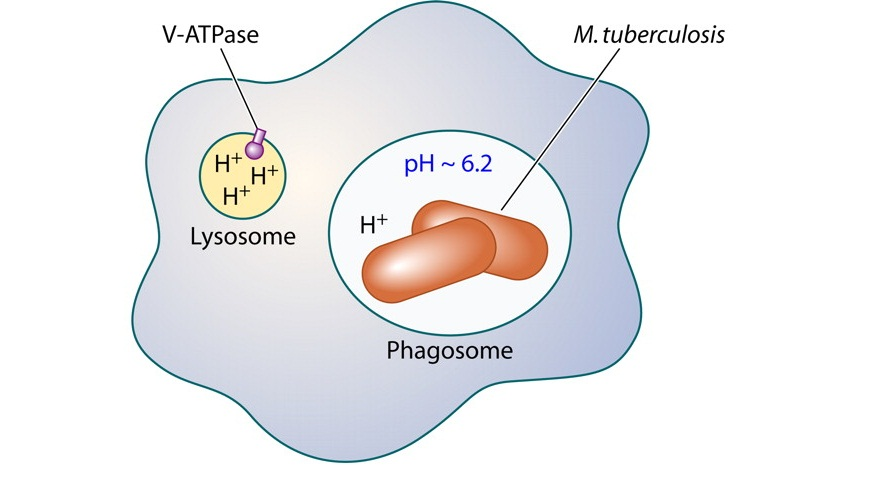 V-ATPase
M. tuberculosis
pH ~ 6.2
H⁺
H⁺
H⁺
Lysosome
H⁺
Phagosome